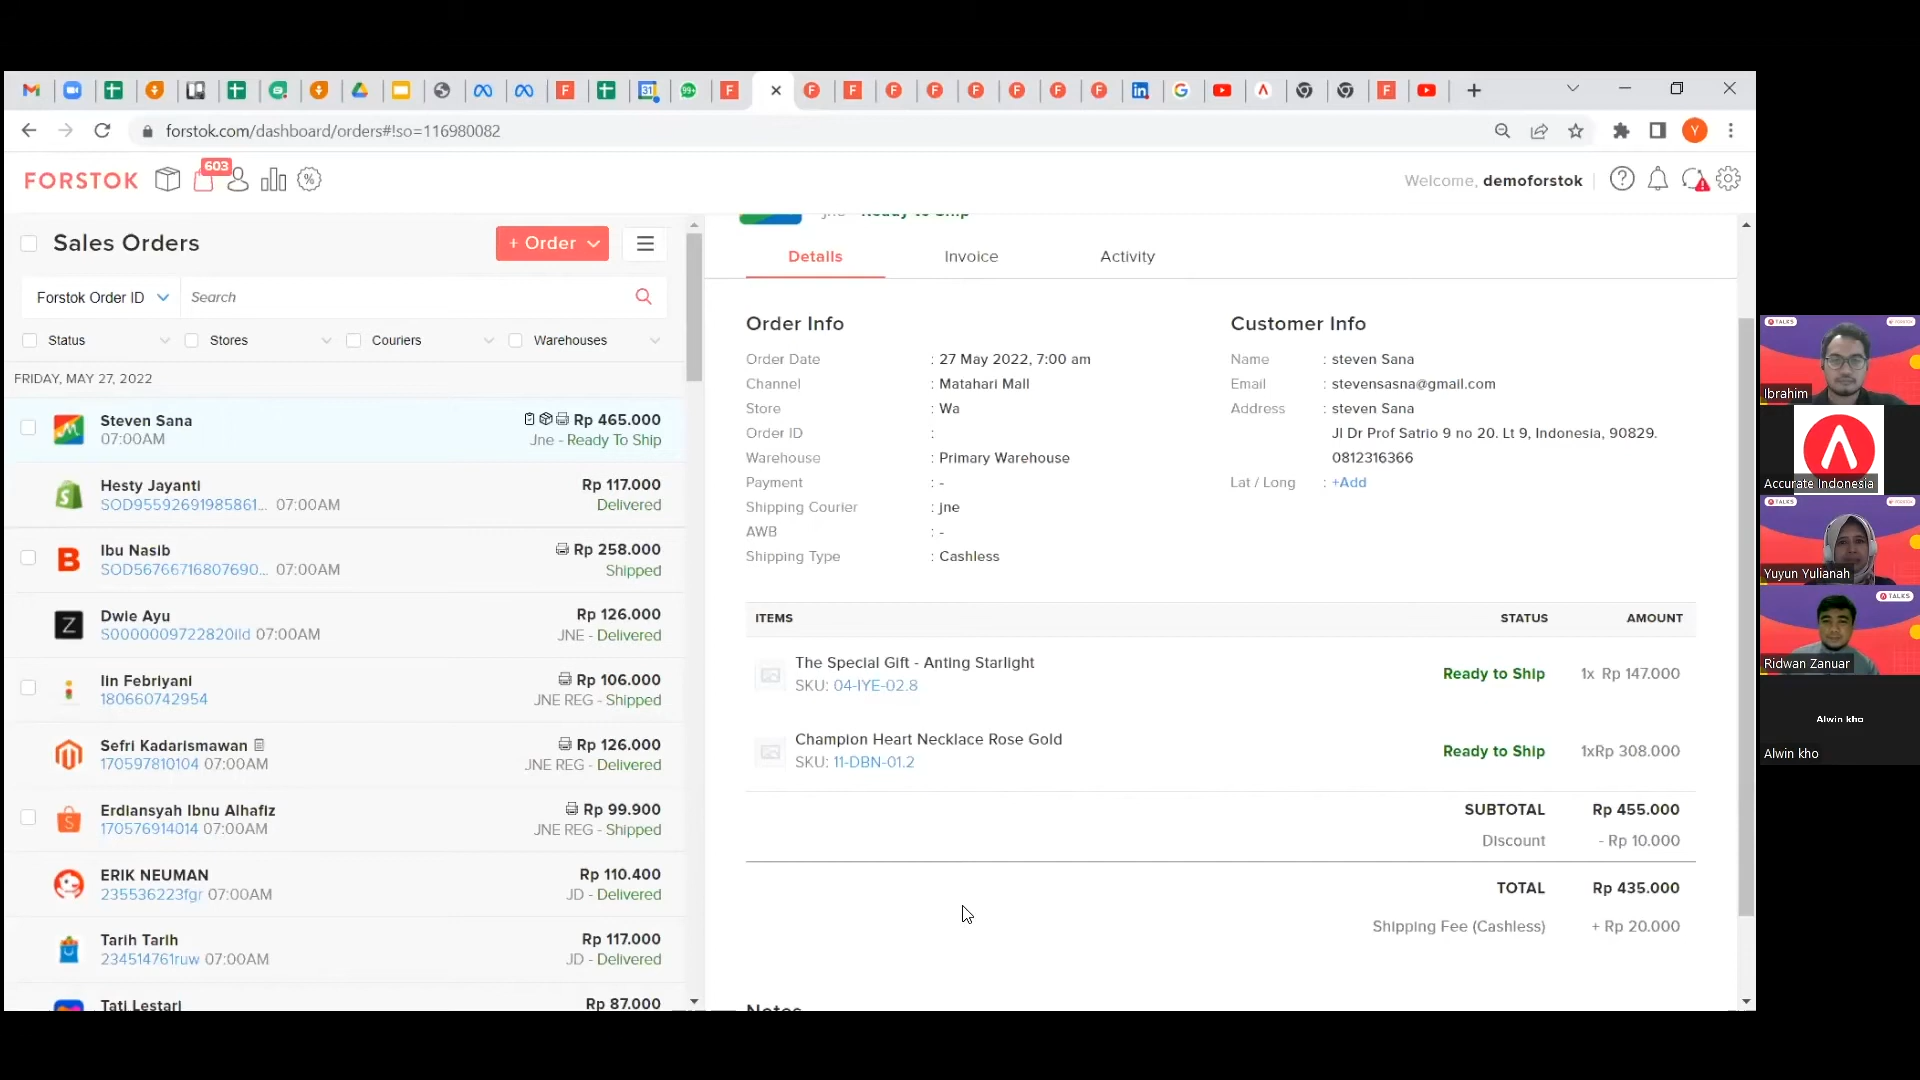 forstok.com/dashboard/orders#!so=116980082
FORSTOK
603
Welcome, demoforstok
Sales Orders
+ Order
Forstok Order ID
Search
Status
Stores
Couriers
Warehouses
FRIDAY, MAY 27, 2022
Steven Sana
Rp 465.000
07:00AM
Jne - Ready To Ship
Hesty Jayanti
Rp 117.000
SOD95592691985861... 07:00AM
Delivered
Ibu Nasib
Rp 258.000
SOD56766716807690... 07:00AM
Shipped
Dwie Ayu
Rp 126.000
S0000009722820ild 07:00AM
JNE - Delivered
Iin Febriyani
Rp 106.000
180660742954
JNE REG - Shipped
Sefri Kadarismawan
Rp 126.000
170597810104 07:00AM
JNE REG - Delivered
Erdiansyah Ibnu Alhafiz
Rp 99.900
170576914014 07:00AM
JNE REG - Shipped
ERIK NEUMAN
Rp 110.400
235536223fgr 07:00AM
JD - Delivered
Tarih Tarih
Rp 117.000
234514761ruw 07:00AM
JD - Delivered
Tati Lestari
Rp 87.000
jne Ready to Ship
Details
Invoice
Activity
Order Info
Order Date : 27 May 2022, 7:00 am
Channel : Matahari Mall
Store : Wa
Order ID :
Warehouse : Primary Warehouse
Payment : -
Shipping Courier : jne
AWB : -
Shipping Type : Cashless
Customer Info
Name : steven Sana
Email : stevensasna@gmail.com
Address : steven Sana
Jl Dr Prof Satrio 9 no 20. Lt 9, Indonesia, 90829.
0812316366
Lat / Long : +Add
ITEMS STATUS AMOUNT
The Special Gift - Anting Starlight
SKU: 04-IYE-02.8
Ready to Ship 1x Rp 147.000
Champion Heart Necklace Rose Gold
SKU: 11-DBN-01.2
Ready to Ship 1xRp 308.000
SUBTOTAL Rp 455.000
Discount - Rp 10.000
TOTAL Rp 435.000
Shipping Fee (Cashless) + Rp 20.000
Notes
TALKS
Ibrahim
Accurate Indonesia
TALKS
Yuyun Yulianah
TALKS
Ridwan Zanuar
Alwin kho
Alwin kho